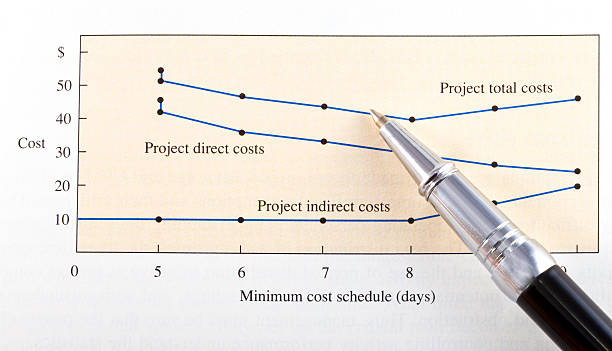 $
50
Project total costs
40
Cost
Project direct costs
30
20
Project indirect costs
10
0 5 6 7 8
Minimum cost schedule (days)